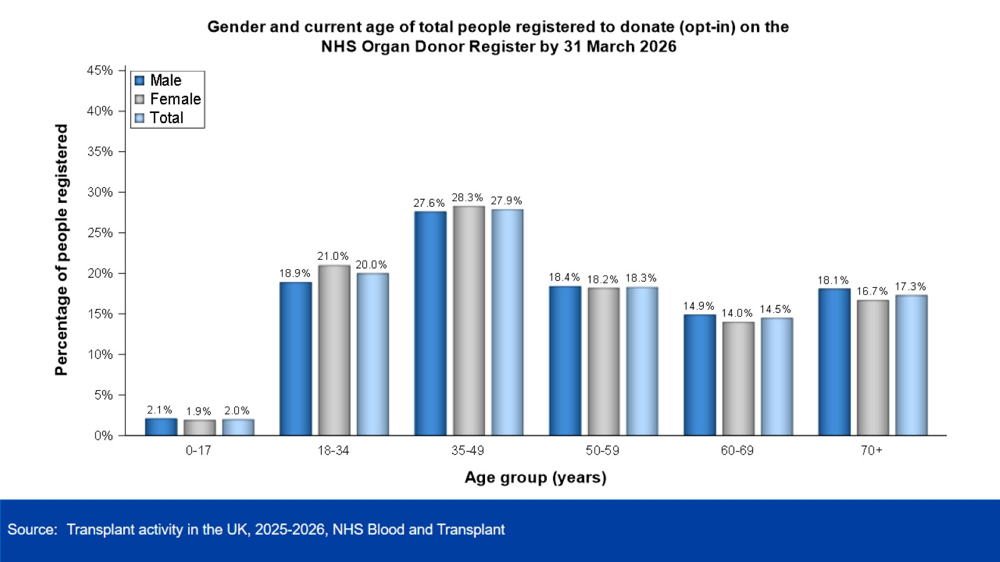 Gender and current age of total people registered to donate (opt-in) on the
NHS Organ Donor Register by 31 March 2026
45%
40%
35%
30%
25%
20%
15%
10%
5%
0%
Percentage of people registered
Male
Female
Total
2.1% 1.9% 2.0%
18.9% 21.0% 20.0%
27.6% 28.3% 27.9%
18.4% 18.2% 18.3%
14.9% 14.0% 14.5%
18.1% 16.7% 17.3%
0-17 18-34 35-49 50-59 60-69 70+
Age group (years)
Source: Transplant activity in the UK, 2025-2026, NHS Blood and Transplant